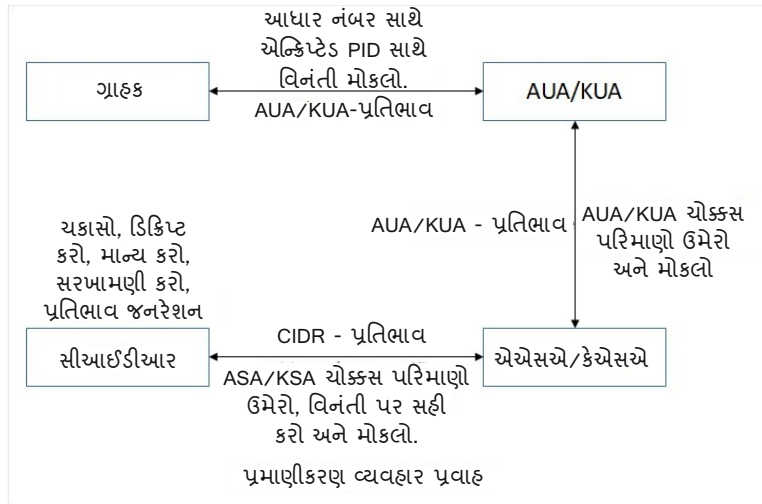 આધાર નંબર સાથે
એન્ક્રિપ્ટેડ PID સાથે
વિનંતી મોકલો.
ગ્રાહક
AUA/KUA
AUA/KUA-પ્રતિભાવ
ચકાસો, ડિક્રિપ્ટ
કરો, માન્ય કરો,
સરખામણી કરો,
પ્રતિભાવ જનરેશન
AUA/KUA - પ્રતિભાવ
AUA/KUA ચોક્કસ
પરિમાણો ઉમેરો
અને મોકલો
CIDR - પ્રતિભાવ
સીઆઈડીઆર
એએસએ/કેએસએ
ASA/KSA ચોક્કસ પરિમાણો
ઉમેરો, વિનંતી પર સહી
કરો અને મોકલો.
પ્રમાણીકરણ વ્યવહાર પ્રવાહ